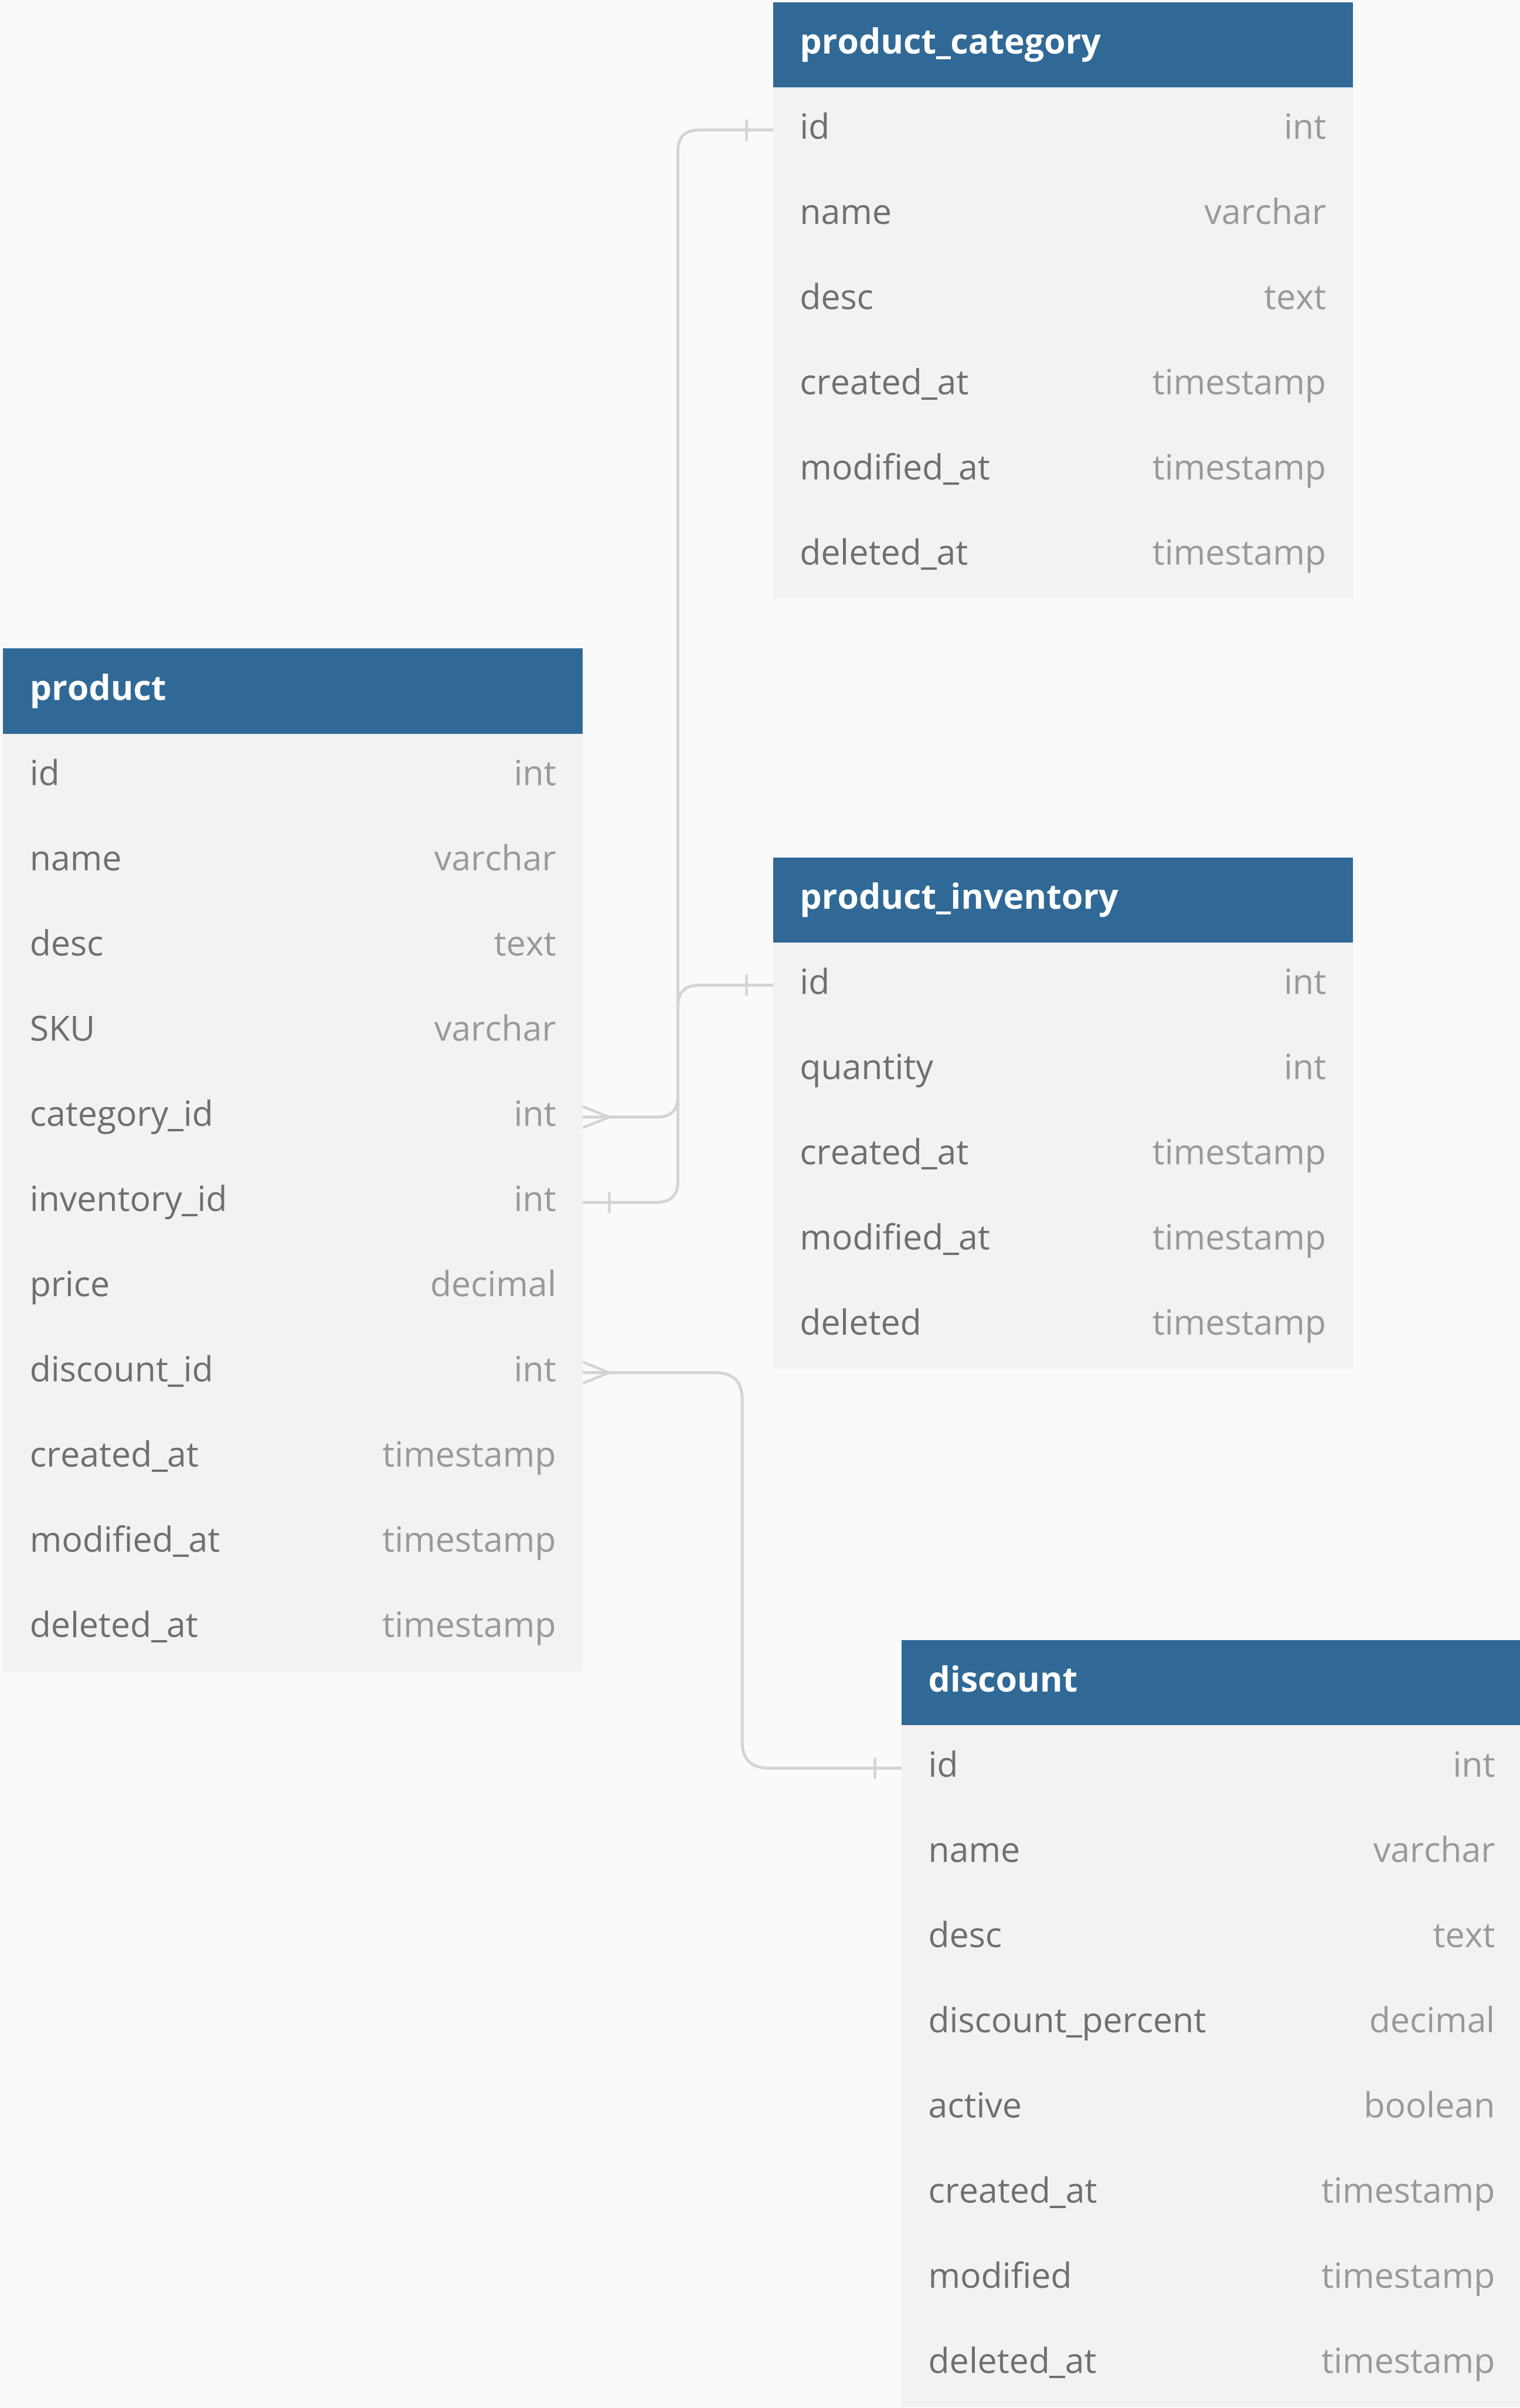 product_category
id int
name varchar
desc text
created_at timestamp
modified_at timestamp
deleted_at timestamp
product
id int
name varchar
desc text
SKU varchar
category_id int
inventory_id int
price decimal
discount_id int
created_at timestamp
modified_at timestamp
deleted_at timestamp
product_inventory
id int
quantity int
created_at timestamp
modified_at timestamp
deleted timestamp
discount
id int
name varchar
desc text
discount_percent decimal
active boolean
created_at timestamp
modified timestamp
deleted_at timestamp